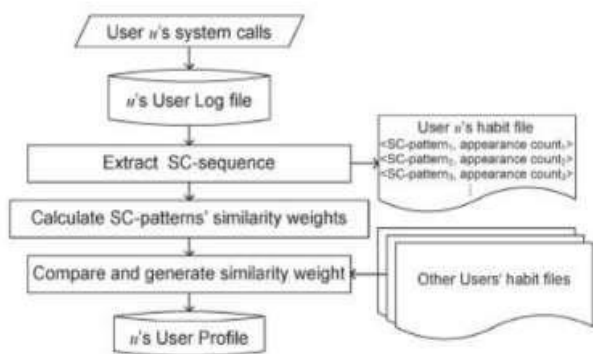 User u's system calls
u's User Log file
User u's habit file
<SC-pattern₁, appearance count₁>
<SC-pattern₂, appearance count₂>
<SC-pattern₃, appearance count₃>
⋮
Extract SC-sequence
Calculate SC-patterns' similarity weights
Compare and generate similarity weight
Other Users' habit files
u's User Profile